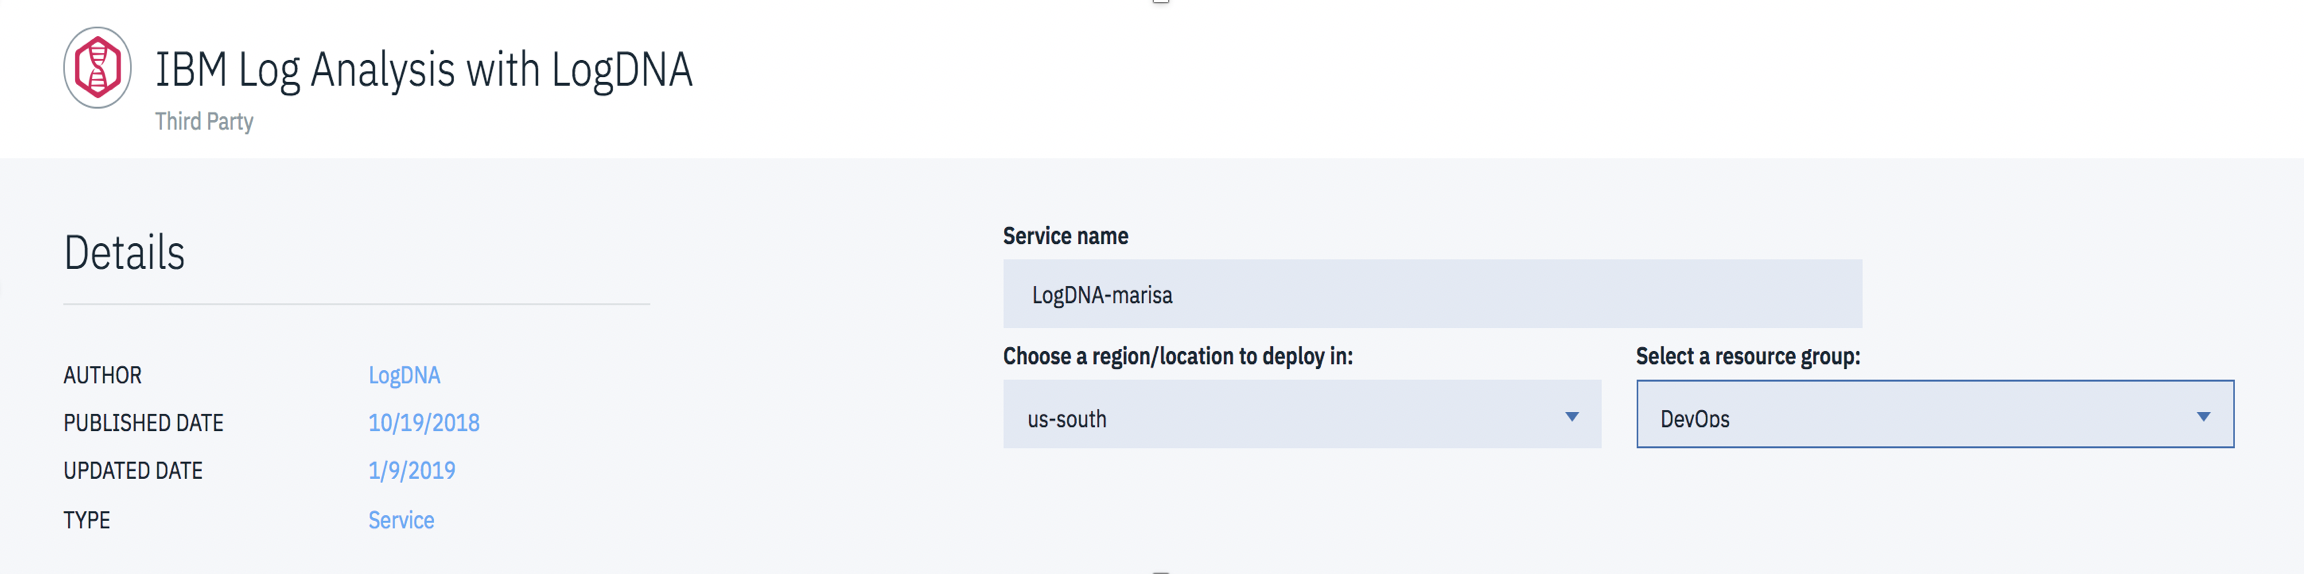 IBM Log Analysis with LogDNA
Third Party
Details
AUTHOR LogDNA
PUBLISHED DATE 10/19/2018
UPDATED DATE 1/9/2019
TYPE Service
Service name
LogDNA-marisa
Choose a region/location to deploy in:
us-south
Select a resource group:
DevOps